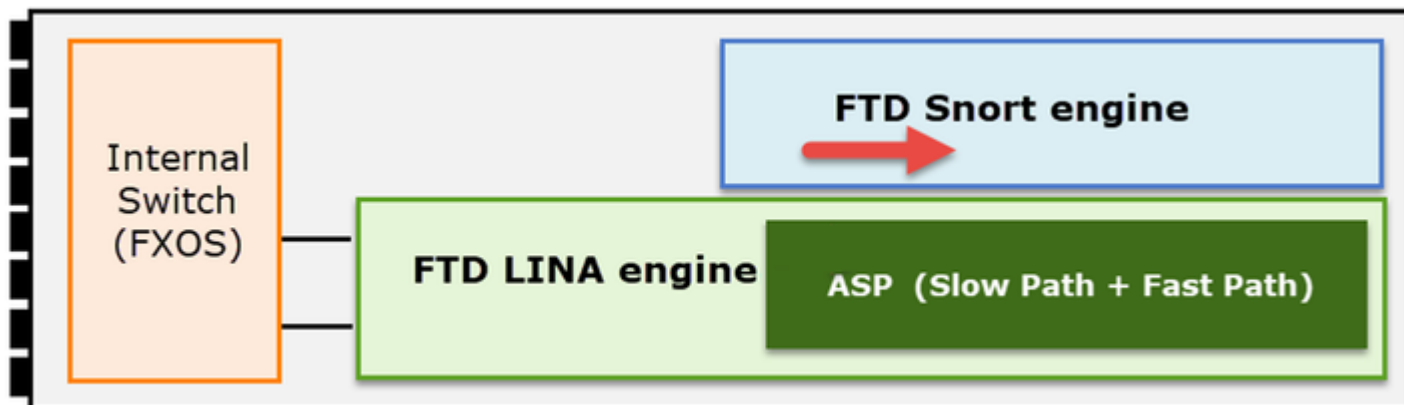 Internal
Switch
(FXOS)
FTD Snort engine
FTD LINA engine
ASP (Slow Path + Fast Path)